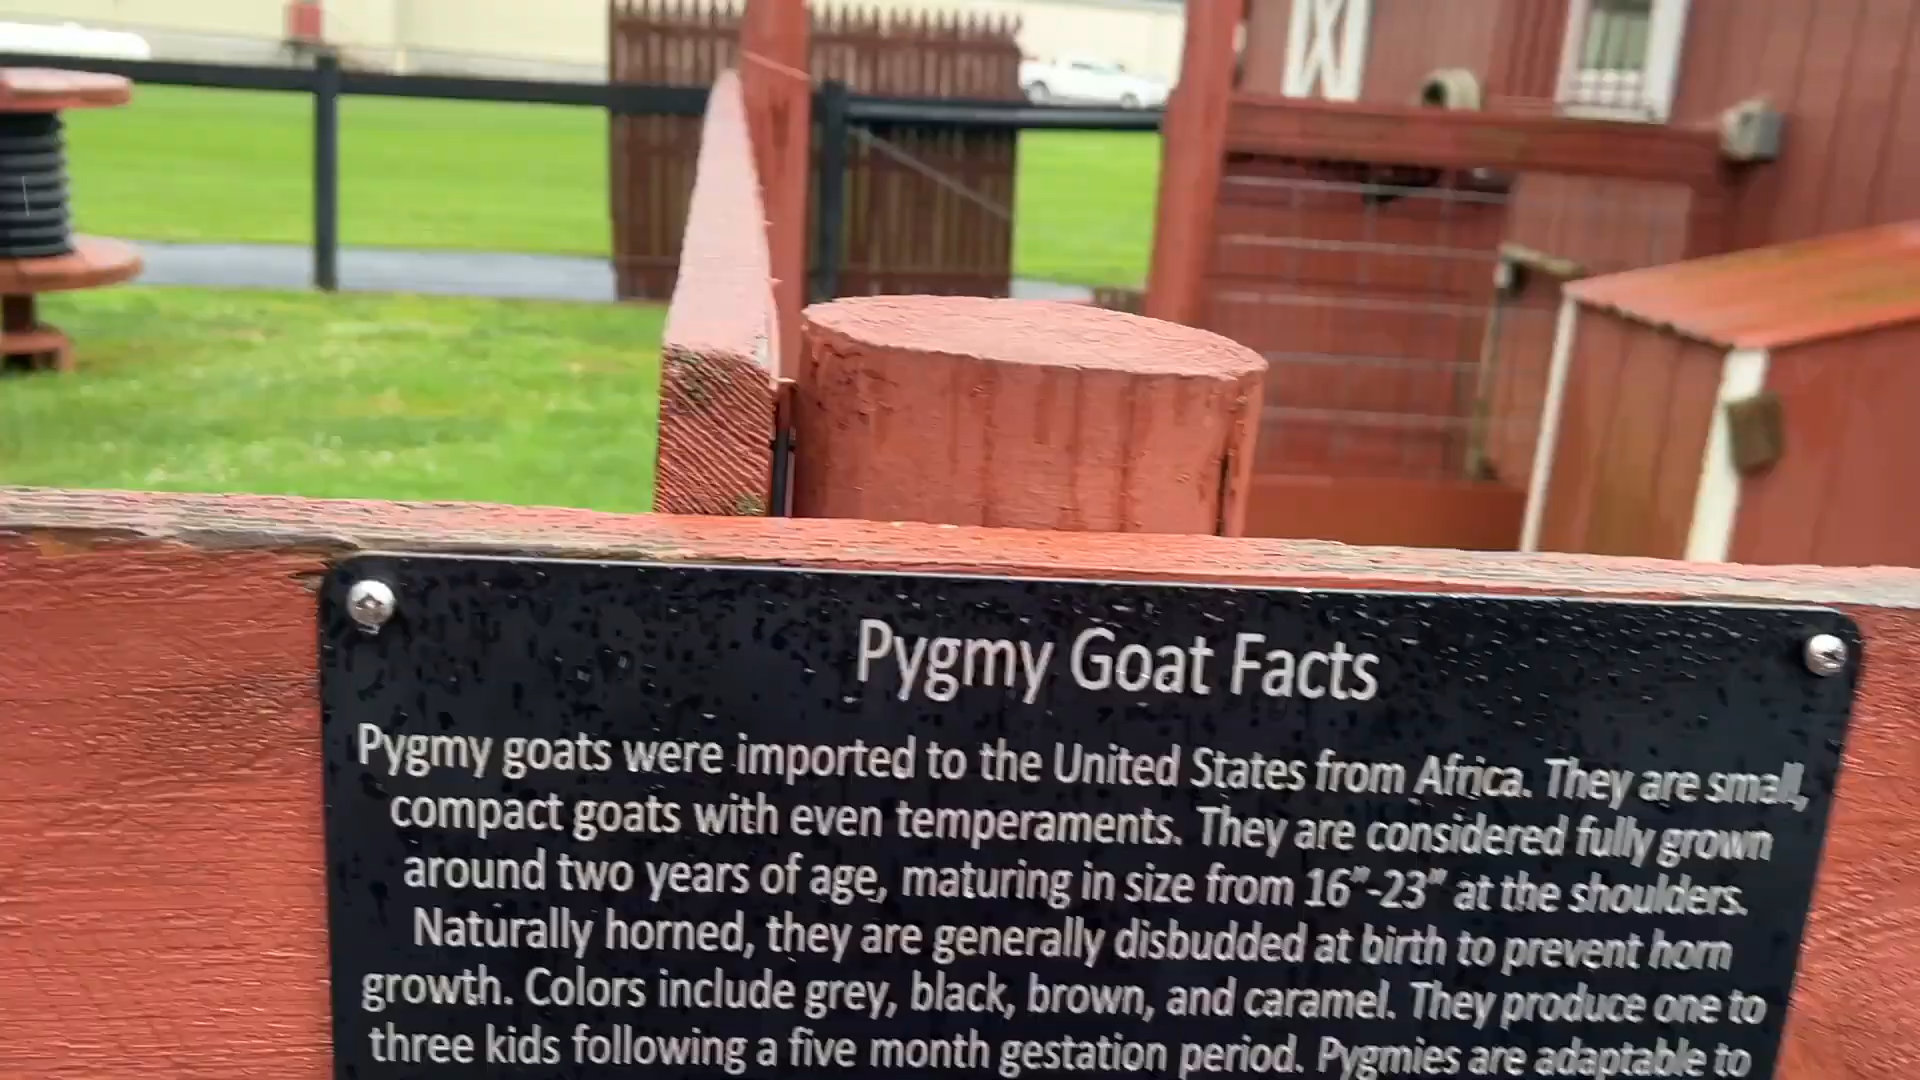 Pygmy Goat Facts
Pygmy goats were imported to the United States from Africa. They are small,
compact goats with even temperaments. They are considered fully grown
around two years of age, maturing in size from 16”-23” at the shoulders.
Naturally horned, they are generally disbudded at birth to prevent horn
growth. Colors include grey, black, brown, and caramel. They produce one to
three kids following a five month gestation period. Pygmies are adaptable to